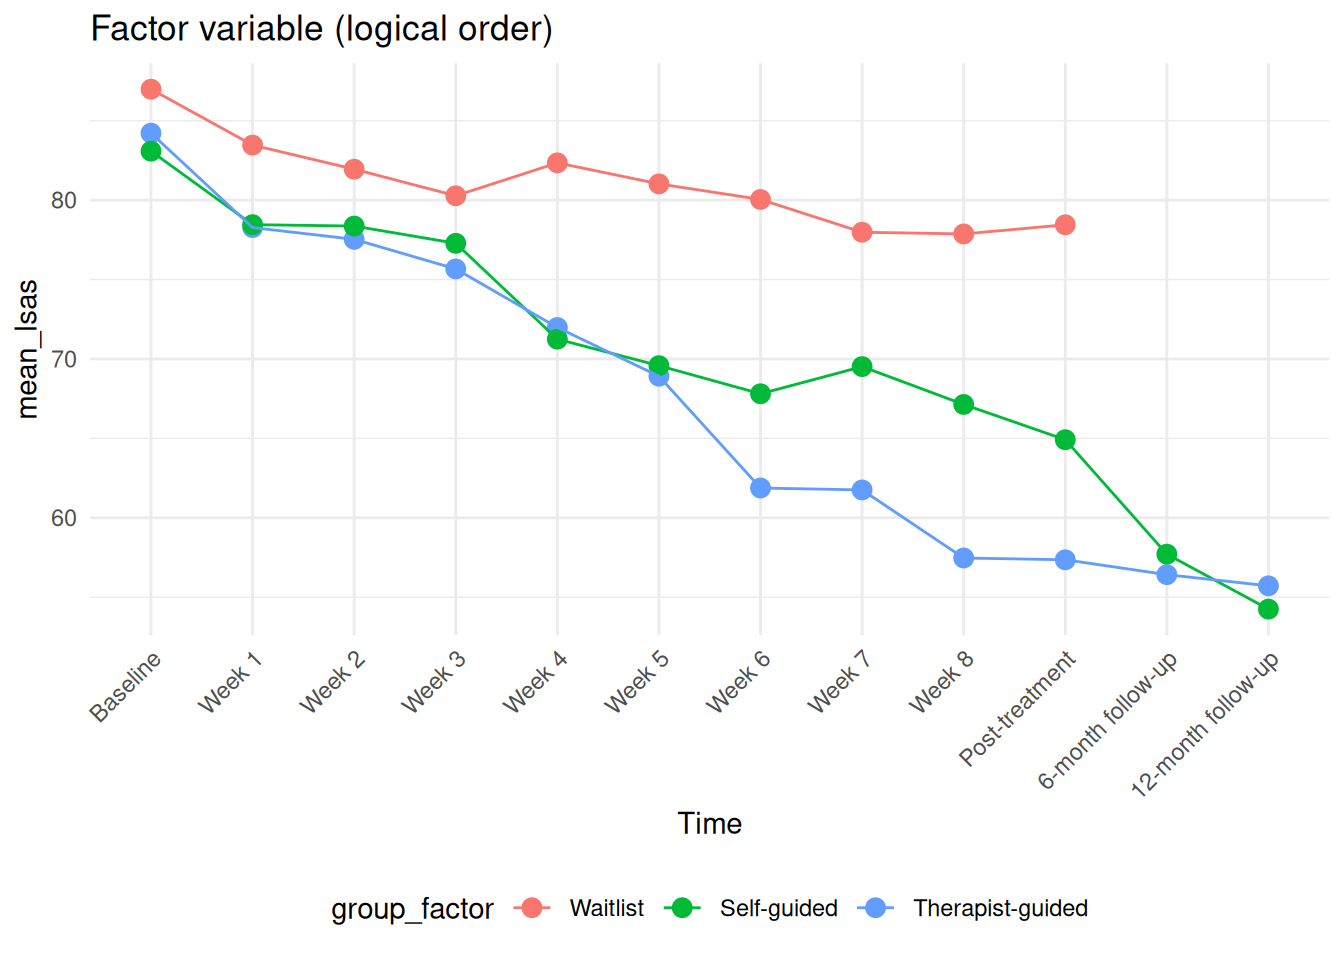 Factor variable (logical order)
mean_lsas
80
70
60
Baseline
Week 1
Week 2
Week 3
Week 4
Week 5
Week 6
Week 7
Week 8
Post-treatment
6-month follow-up
12-month follow-up
Time
group_factor Waitlist Self-guided Therapist-guided